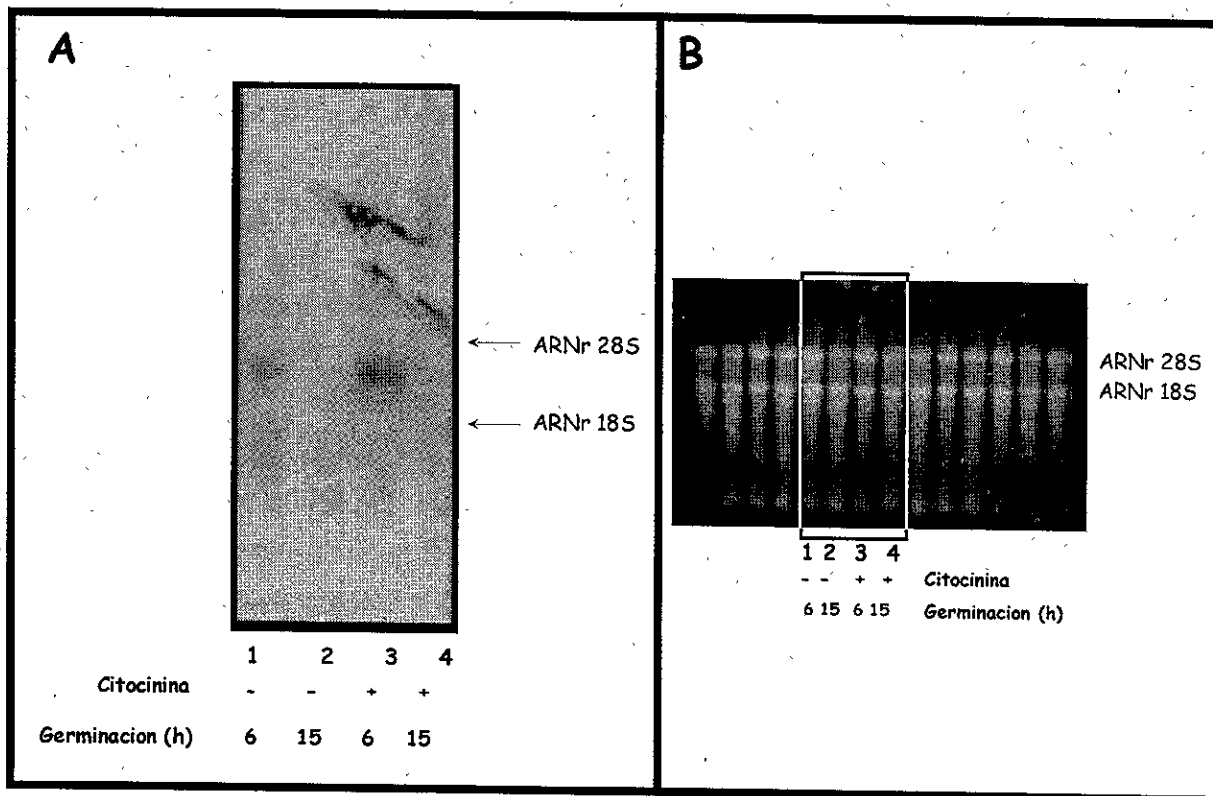 A
ARNr 28S
ARNr 18S
1 2 3 4
Citocinina - - + +
Germinacion (h) 6 15 6 15
B
ARNr 28S
ARNr 18S
1 2 3 4
- - + + Citocinina
6 15 6 15 Germinacion (h)